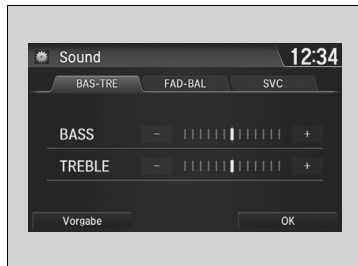 Sound 12:34
BAS-TRE FAD-BAL SVC
BASS - +
TREBLE - +
Vorgabe OK